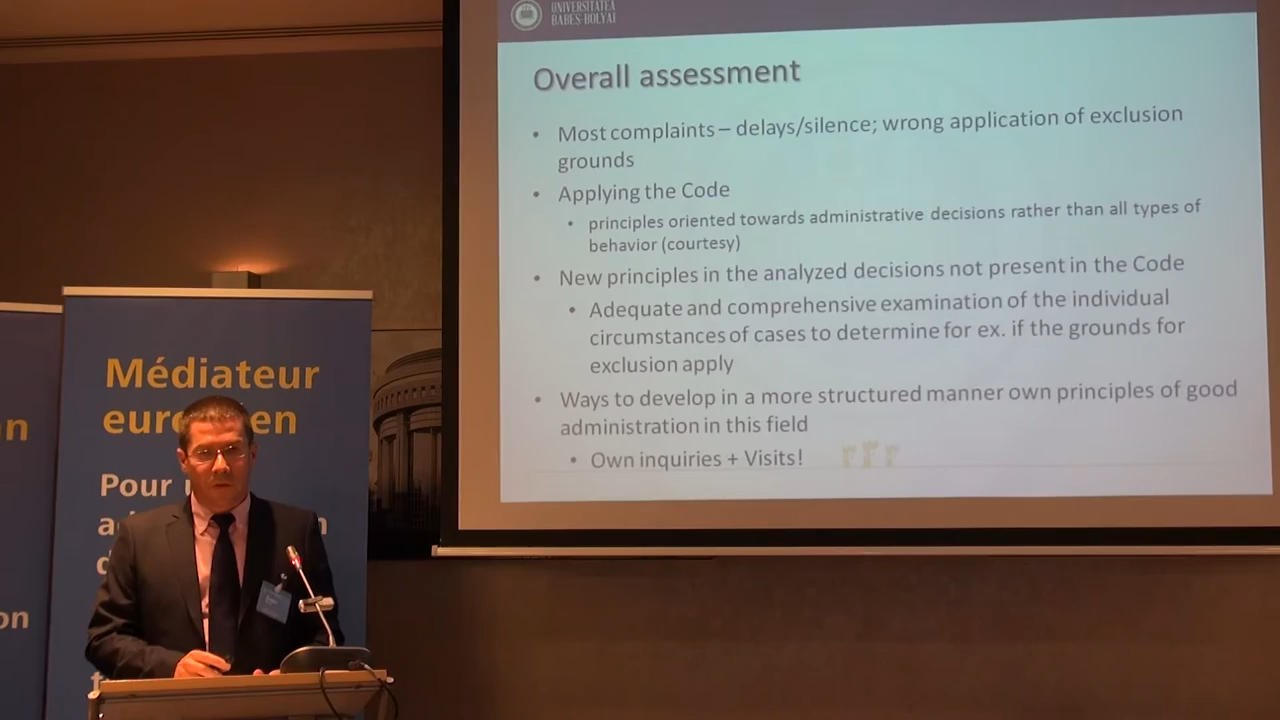 UNIVERSITATEA
BABEŞ-BOLYAI
Overall assessment
• Most complaints – delays/silence; wrong application of exclusion
grounds
• Applying the Code
• principles oriented towards administrative decisions rather than all types of
behavior (courtesy)
• New principles in the analyzed decisions not present in the Code
• Adequate and comprehensive examination of the individual
circumstances of cases to determine for ex. if the grounds for
exclusion apply
• Ways to develop in a more structured manner own principles of good
administration in this field
• Own inquiries + Visits!
Médiateur
Pour